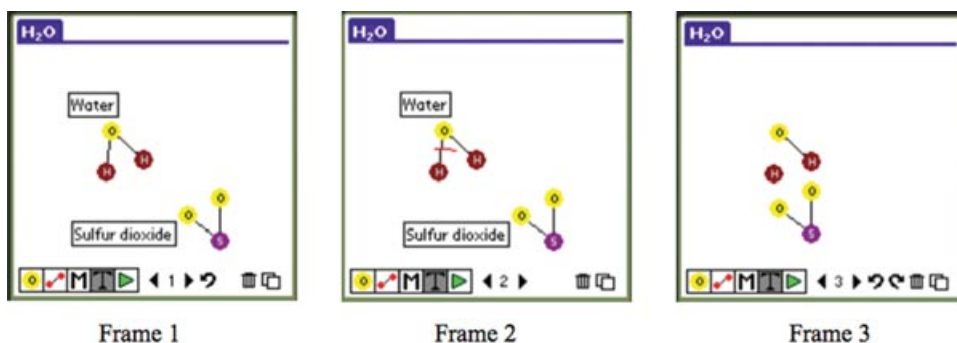 H₂O
Water
O
H
H
O
O
S
Sulfur dioxide
O M T 1
Frame 1
H₂O
Water
O
H
H
O
O
S
Sulfur dioxide
O M T 2
Frame 2
H₂O
O
H
H
O
O
S
O M T 3
Frame 3